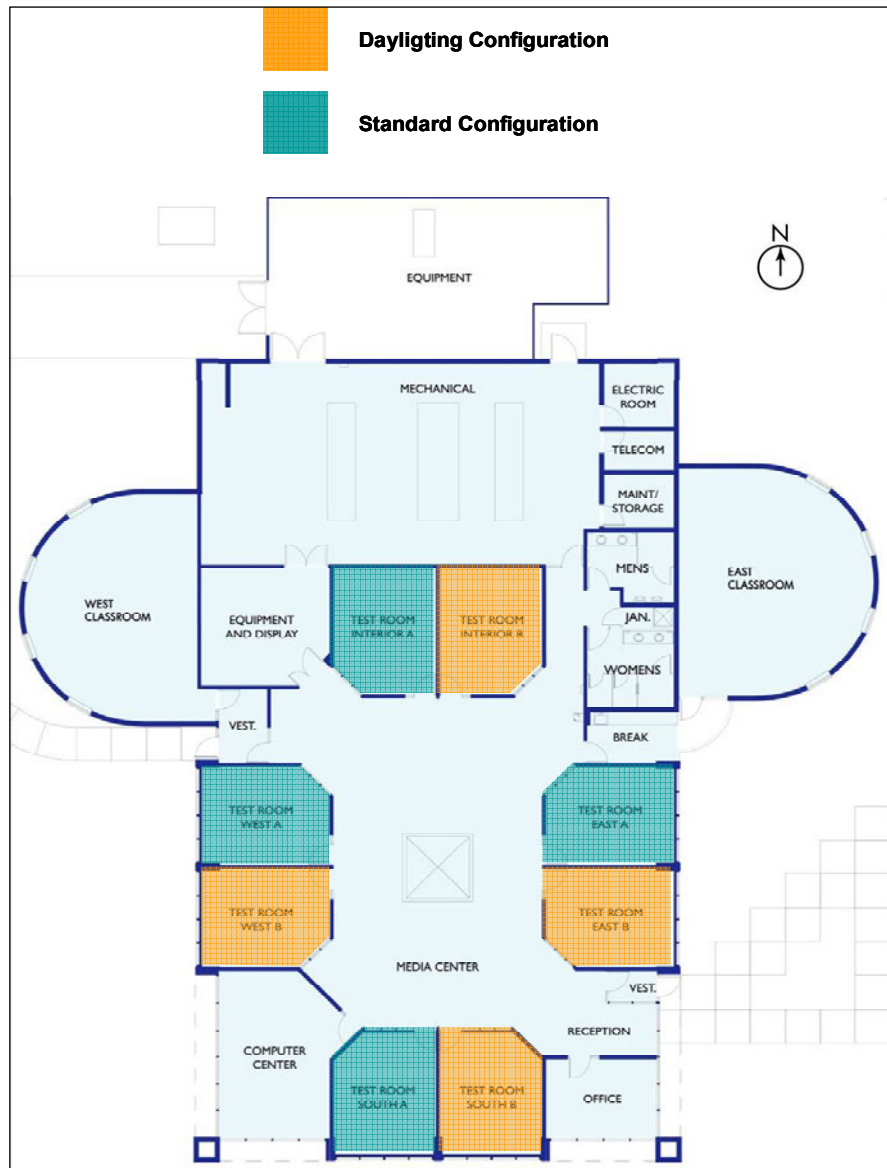 Dayligting Configuration
Standard Configuration
N
EQUIPMENT
MECHANICAL
ELECTRIC
ROOM
TELECOM
MAINT/
STORAGE
MENS
WEST
CLASSROOM
EQUIPMENT
AND DISPLAY
TEST ROOM
INTERIOR A
TEST ROOM
INTERIOR B
EAST
CLASSROOM
JAN.
WOMENS
VEST.
BREAK
TEST ROOM
WEST A
TEST ROOM
EAST A
TEST ROOM
WEST B
TEST ROOM
EAST B
MEDIA CENTER
VEST.
RECEPTION
COMPUTER
CENTER
TEST ROOM
SOUTH A
TEST ROOM
SOUTH B
OFFICE